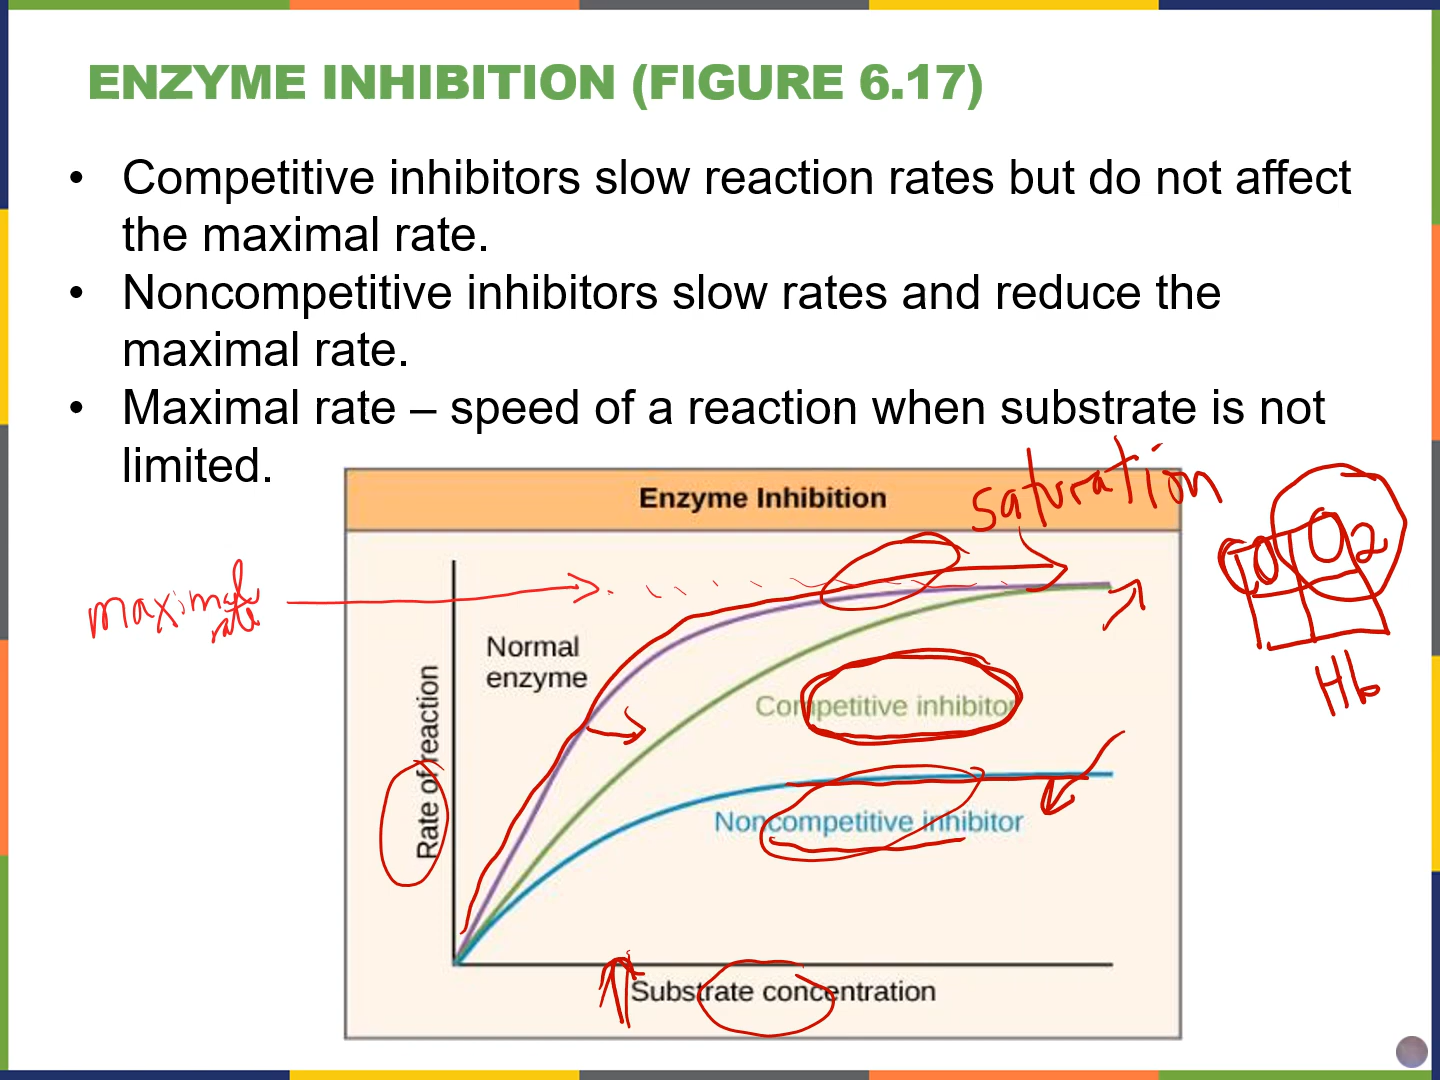 ENZYME INHIBITION (FIGURE 6.17)
• Competitive inhibitors slow reaction rates but do not affect
the maximal rate.
• Noncompetitive inhibitors slow rates and reduce the
maximal rate.
• Maximal rate – speed of a reaction when substrate is not
limited.
Enzyme Inhibition
saturation
maximal
rate
Normal
enzyme
Competitive inhibitor
Noncompetitive inhibitor
Rate of reaction
Substrate concentration
CO
O2
Hb